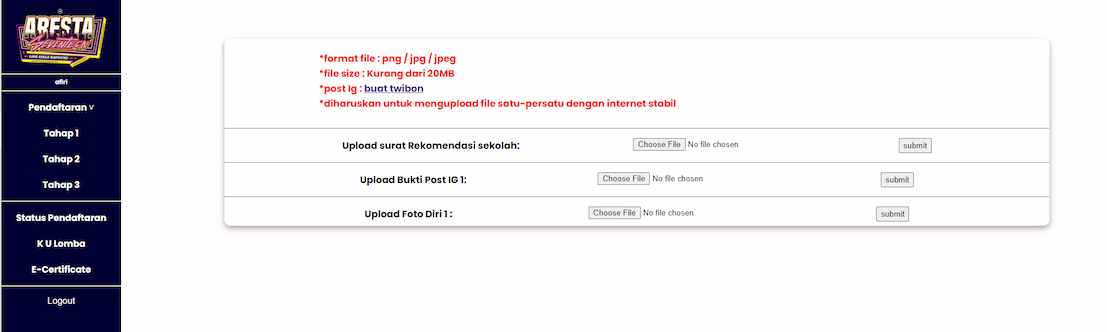 ARESTA
SEVENTEEN
afiri
Pendaftaran v
Tahap 1
Tahap 2
Tahap 3
Status Pendaftaran
K U Lomba
E-Certificate
Logout
*format file : png / jpg / jpeg
*file size : Kurang dari 20MB
*post Ig : buat twibon
*diharuskan untuk mengupload file satu-persatu dengan internet stabil
Upload surat Rekomendasi sekolah: Choose File No file chosen submit
Upload Bukti Post IG 1: Choose File No file chosen submit
Upload Foto Diri 1 : Choose File No file chosen submit